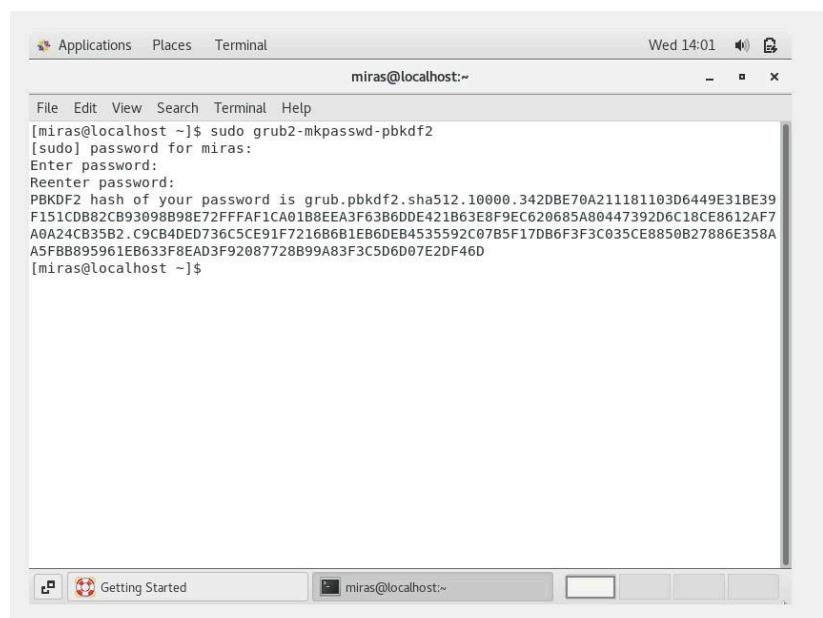 Applications Places Terminal Wed 14:01
miras@localhost:~
File Edit View Search Terminal Help
[miras@localhost ~]$ sudo grub2-mkpasswd-pbkdf2
[sudo] password for miras:
Enter password:
Reenter password:
PBKDF2 hash of your password is grub.pbkdf2.sha512.10000.342DBE70A211181103D6449E31BE39
F151CDB82CB93098B98E72FFFAF1CA01B8EEA3F63B6DDE421B63E8F9EC620685A80447392D6C18CE8612AF7
A0A24CB35B2.C9CB4DED736C5CE91F7216B6B1EB6DEB4535592C07B5F17DB6F3F3C035CE8850B27886E358A
A5FBB895961EB633F8EAD3F92087728B99A83F3C5D6D07E2DF46D
[miras@localhost ~]$
Getting Started miras@localhost:~